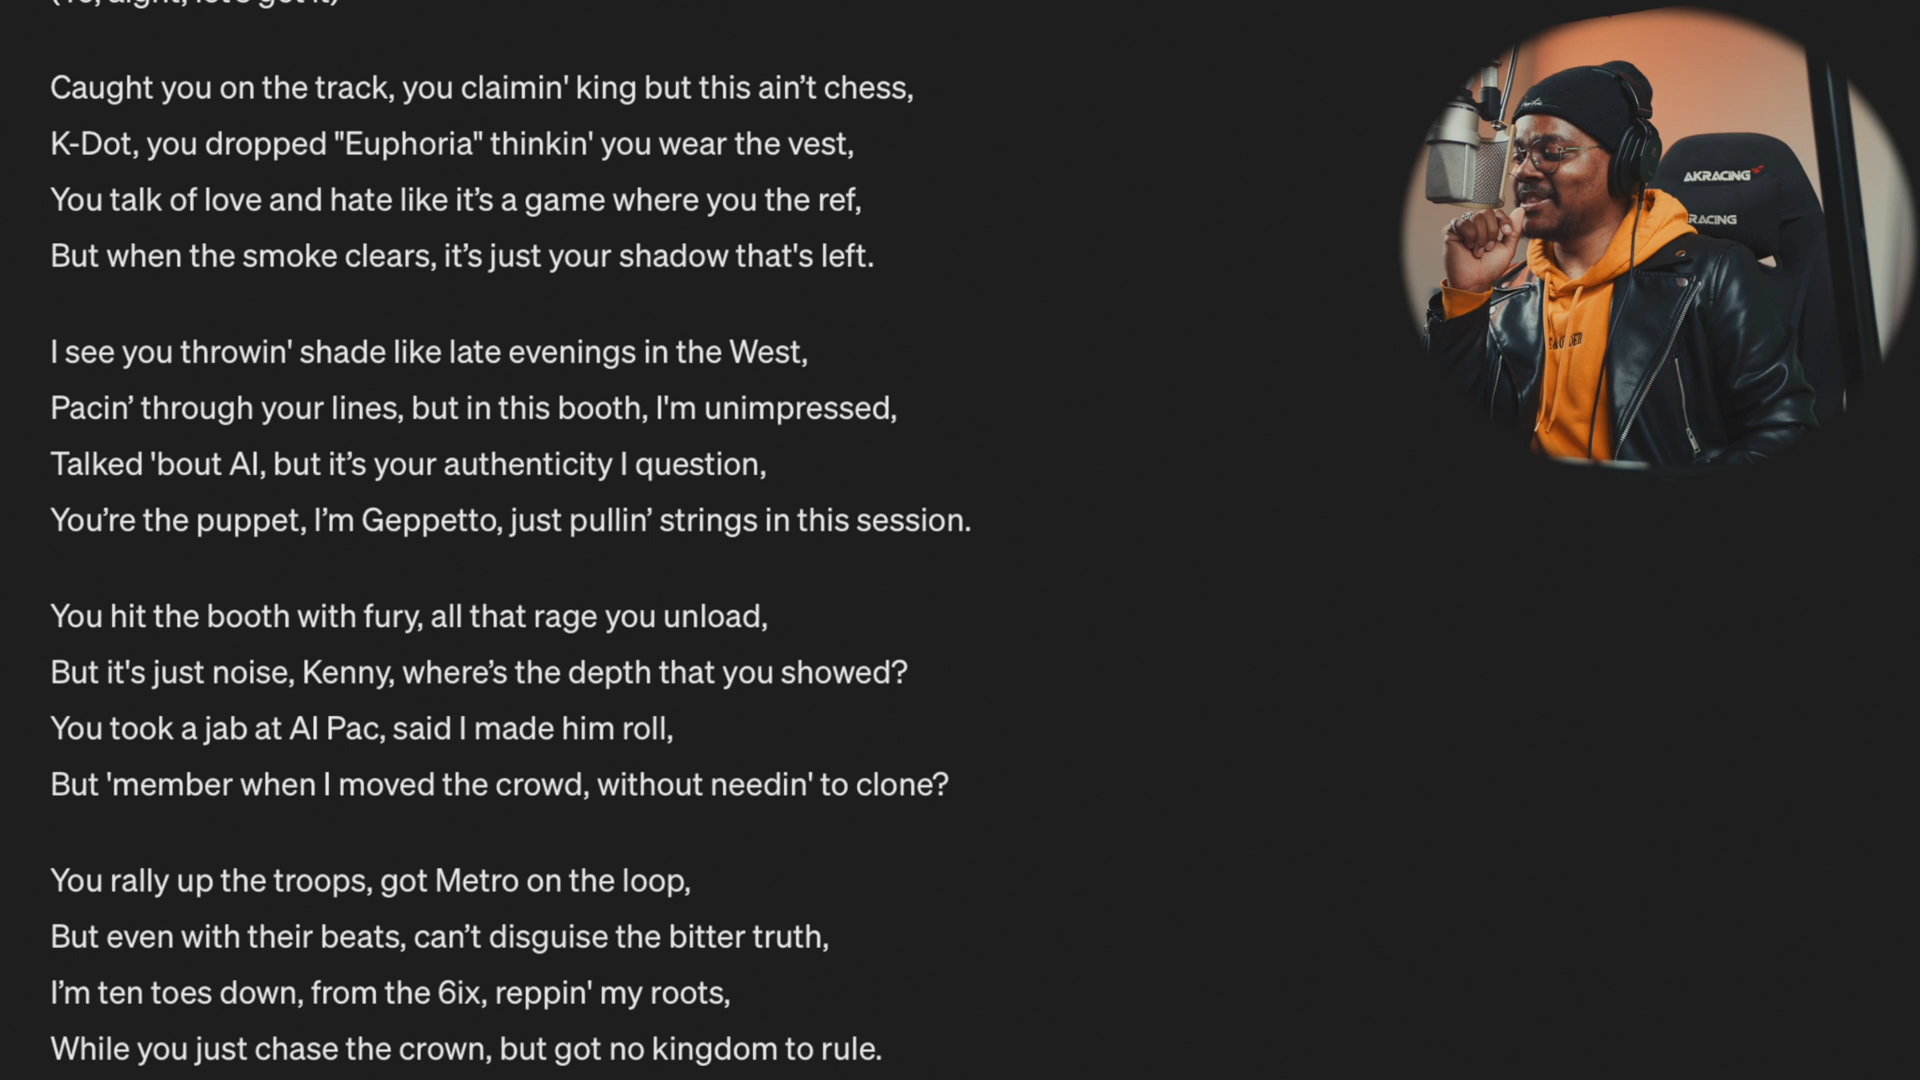 (Yo, aight, let's get it)
Caught you on the track, you claimin' king but this ain’t chess,
K-Dot, you dropped "Euphoria" thinkin' you wear the vest,
You talk of love and hate like it’s a game where you the ref,
But when the smoke clears, it’s just your shadow that's left.
I see you throwin' shade like late evenings in the West,
Pacin’ through your lines, but in this booth, I'm unimpressed,
Talked 'bout AI, but it’s your authenticity I question,
You’re the puppet, I’m Geppetto, just pullin’ strings in this session.
You hit the booth with fury, all that rage you unload,
But it's just noise, Kenny, where’s the depth that you showed?
You took a jab at AI Pac, said I made him roll,
But 'member when I moved the crowd, without needin' to clone?
You rally up the troops, got Metro on the loop,
But even with their beats, can’t disguise the bitter truth,
I’m ten toes down, from the 6ix, reppin' my roots,
While you just chase the crown, but got no kingdom to rule.
AKRACING
RACING